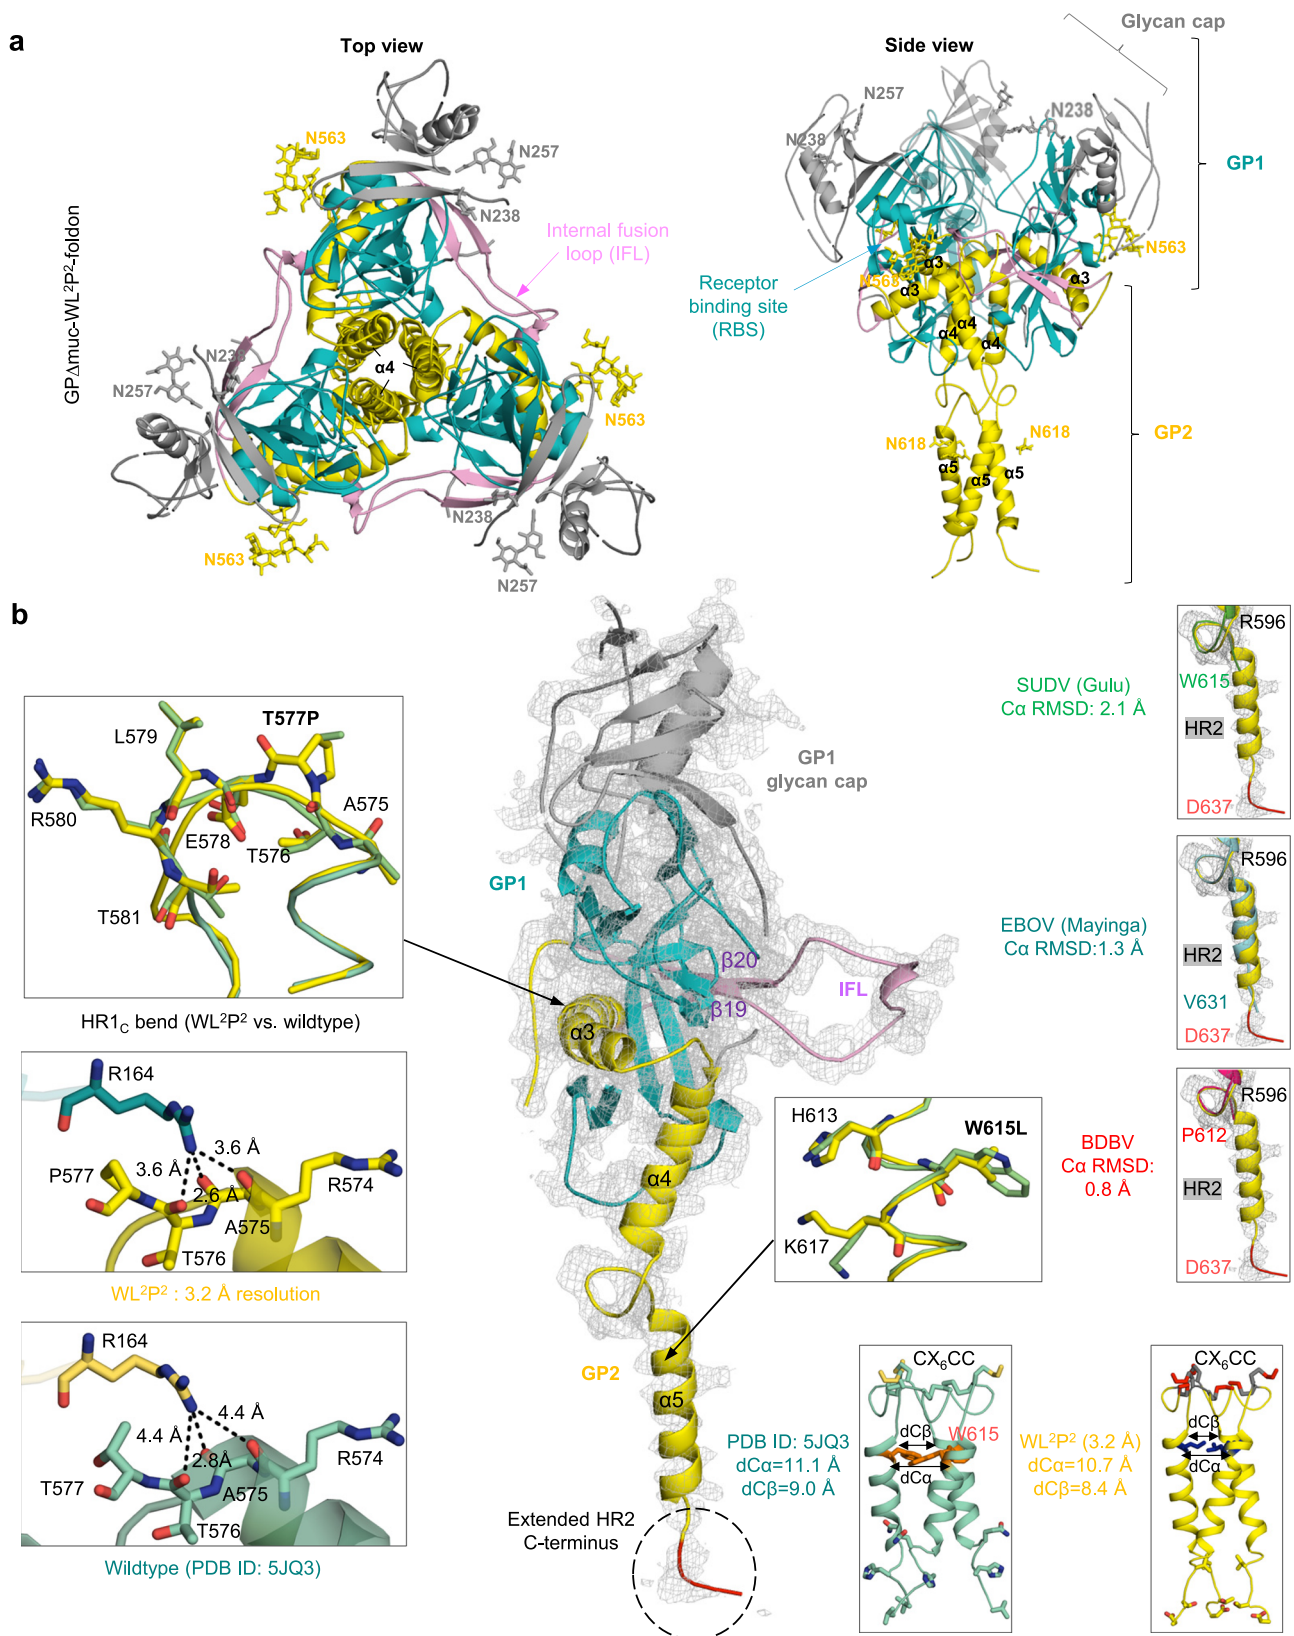 a
Top view
Side view
Glycan cap
GPΔmuc-WL²P²-foldon
N563
N257
N238
Internal fusion
loop (IFL)
α4
N238
N257
N563
N238
N563
N257
N257
N238
N238
GP1
N563
Receptor
binding site
(RBS)
N563
α3
α3
α3
α4
α4
α4
N618
N618
GP2
α5
α5
α5
b
L579
T577P
R580
A575
E578
T576
T581
HR1C bend (WL²P² vs. wildtype)
R164
3.6 Å
3.6 Å
P577
2.6 Å
R574
A575
T576
WL²P² : 3.2 Å resolution
R164
4.4 Å
4.4 Å
2.8Å
R574
T577
A575
T576
Wildtype (PDB ID: 5JQ3)
GP1
glycan cap
GP1
β20
β19
IFL
α3
α4
GP2
α5
Extended HR2
C-terminus
H613
W615L
K617
SUDV (Gulu)
Cα RMSD: 2.1 Å
R596
W615
HR2
D637
EBOV (Mayinga)
Cα RMSD:1.3 Å
R596
HR2
V631
D637
BDBV
Cα RMSD:
0.8 Å
R596
P612
HR2
D637
PDB ID: 5JQ3
dCα=11.1 Å
dCβ=9.0 Å
CX₆CC
dCβ
W615
dCα
WL²P² (3.2 Å)
dCα=10.7 Å
dCβ=8.4 Å
CX₆CC
dCβ
dCα